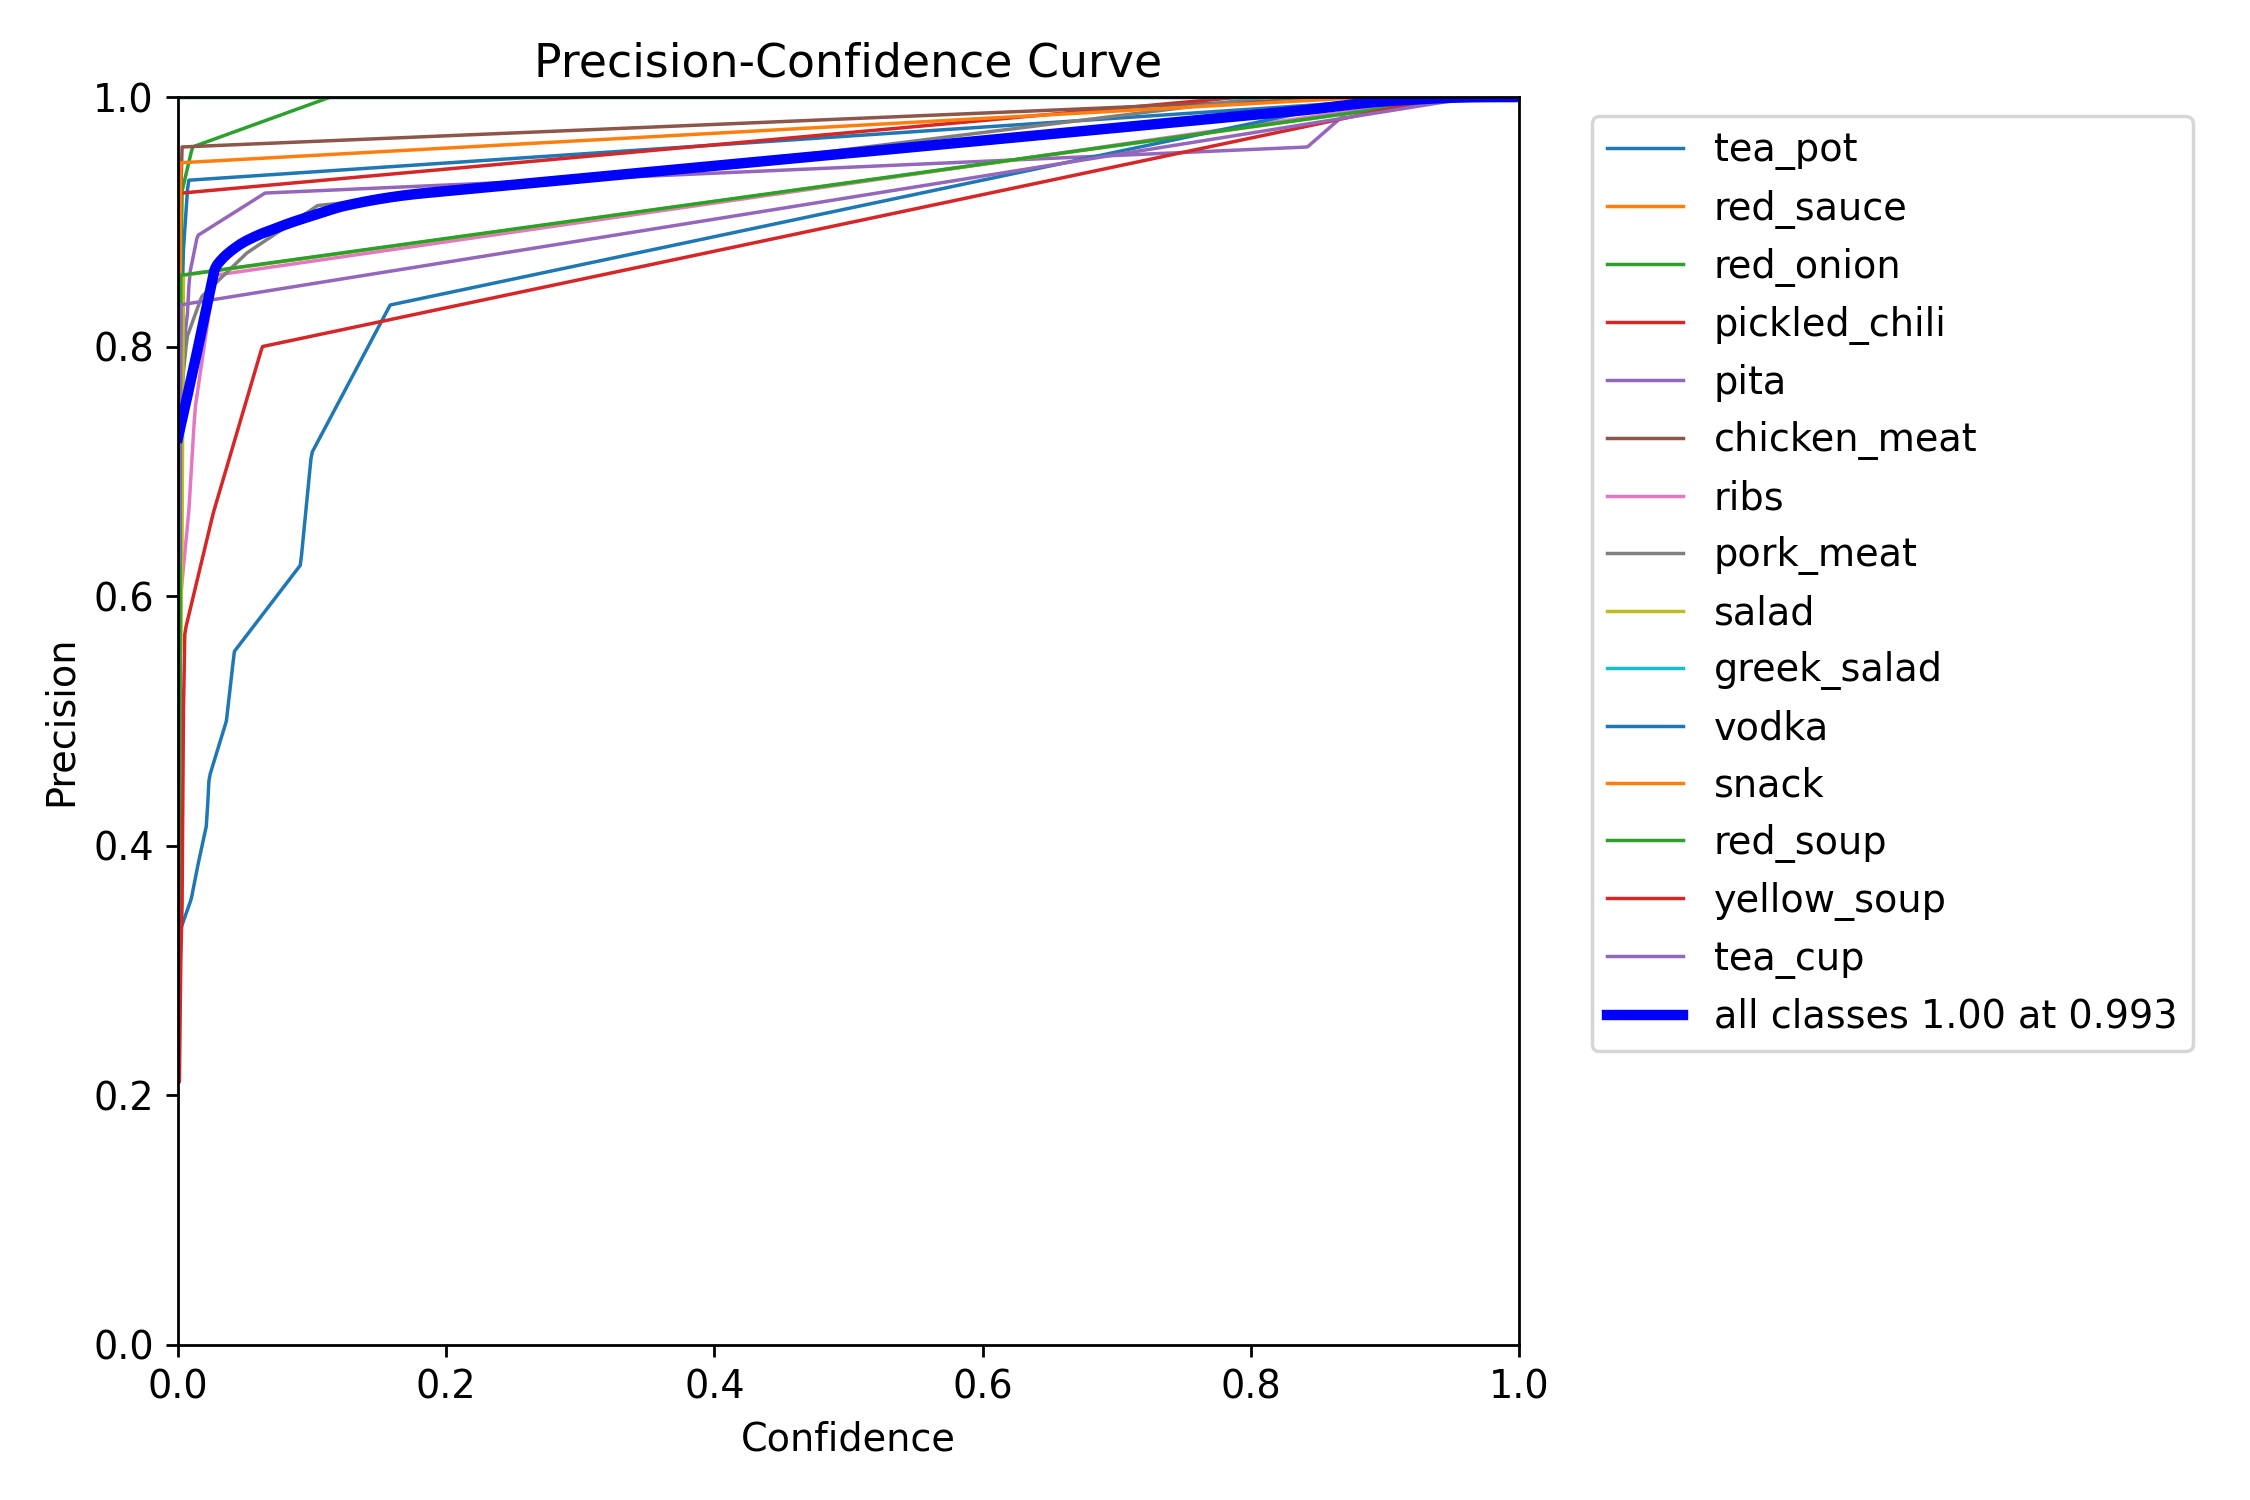 Precision-Confidence Curve
1.0
0.8
0.6
0.4
0.2
0.0
Precision
0.0 0.2 0.4 0.6 0.8 1.0
Confidence
tea_pot
red_sauce
red_onion
pickled_chili
pita
chicken_meat
ribs
pork_meat
salad
greek_salad
vodka
snack
red_soup
yellow_soup
tea_cup
all classes 1.00 at 0.993